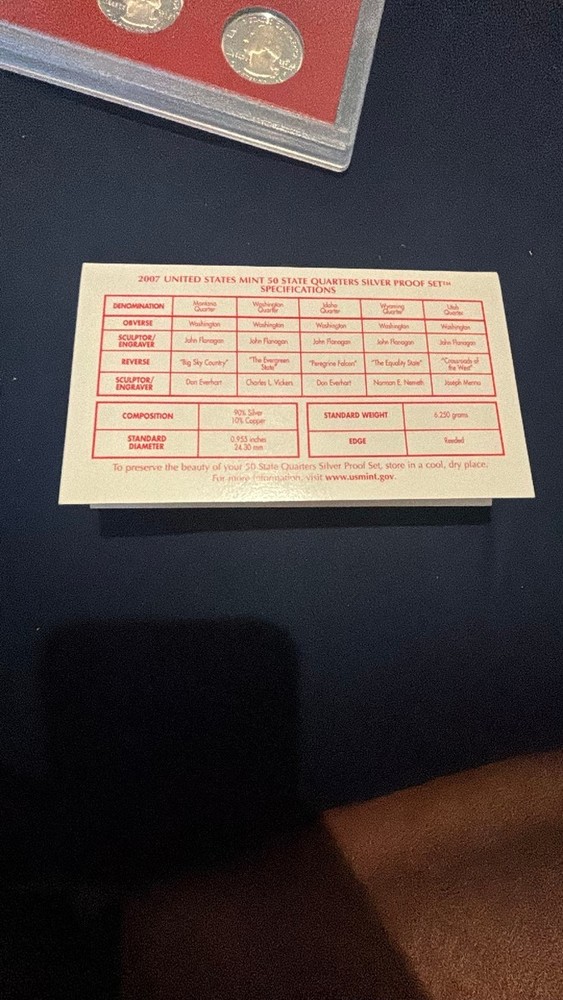 2007 UNITED STATES MINT 50 STATE QUARTERS SILVER PROOF SET™
SPECIFICATIONS
DENOMINATION Montana Quarter Washington Quarter Idaho Quarter Wyoming Quarter Utah Quarter
OBVERSE Washington Washington Washington Washington Washington
SCULPTOR/ENGRAVER John Flanagan John Flanagan John Flanagan John Flanagan John Flanagan
REVERSE "Big Sky Country" "The Evergreen State" "Peregrine Falcon" "The Equality State" "Crossroads of the West"
SCULPTOR/ENGRAVER Don Everhart Charles L. Vickers Don Everhart Norman E. Nemeth Joseph Menna
COMPOSITION 90% Silver 10% Copper STANDARD WEIGHT 6.250 grams
STANDARD DIAMETER 0.955 inches 24.30 mm EDGE Reeded
To preserve the beauty of your 50 State Quarters Silver Proof Set, store in a cool, dry place.
For more information, visit www.usmint.gov.